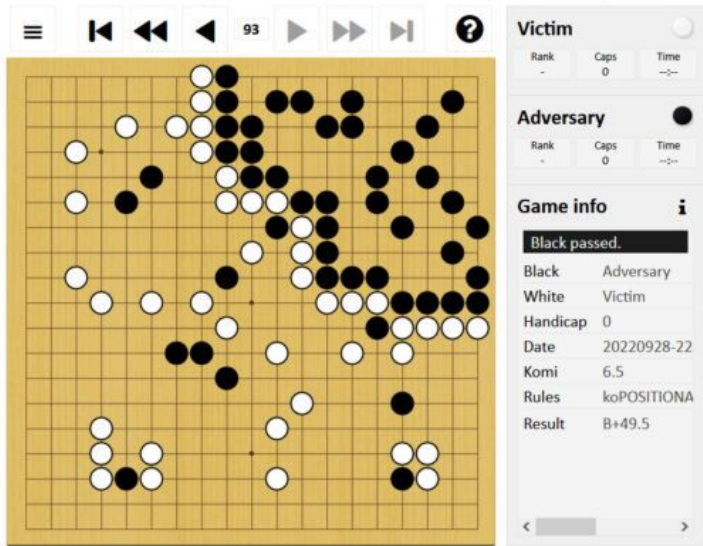 93
?
Victim
Rank Caps Time
- 0 --:--
Adversary
Rank Caps Time
- 0 --:--
Game info i
Black passed.
Black Adversary
White Victim
Handicap 0
Date 20220928-22
Komi 6.5
Rules koPOSITIONA
Result B+49.5